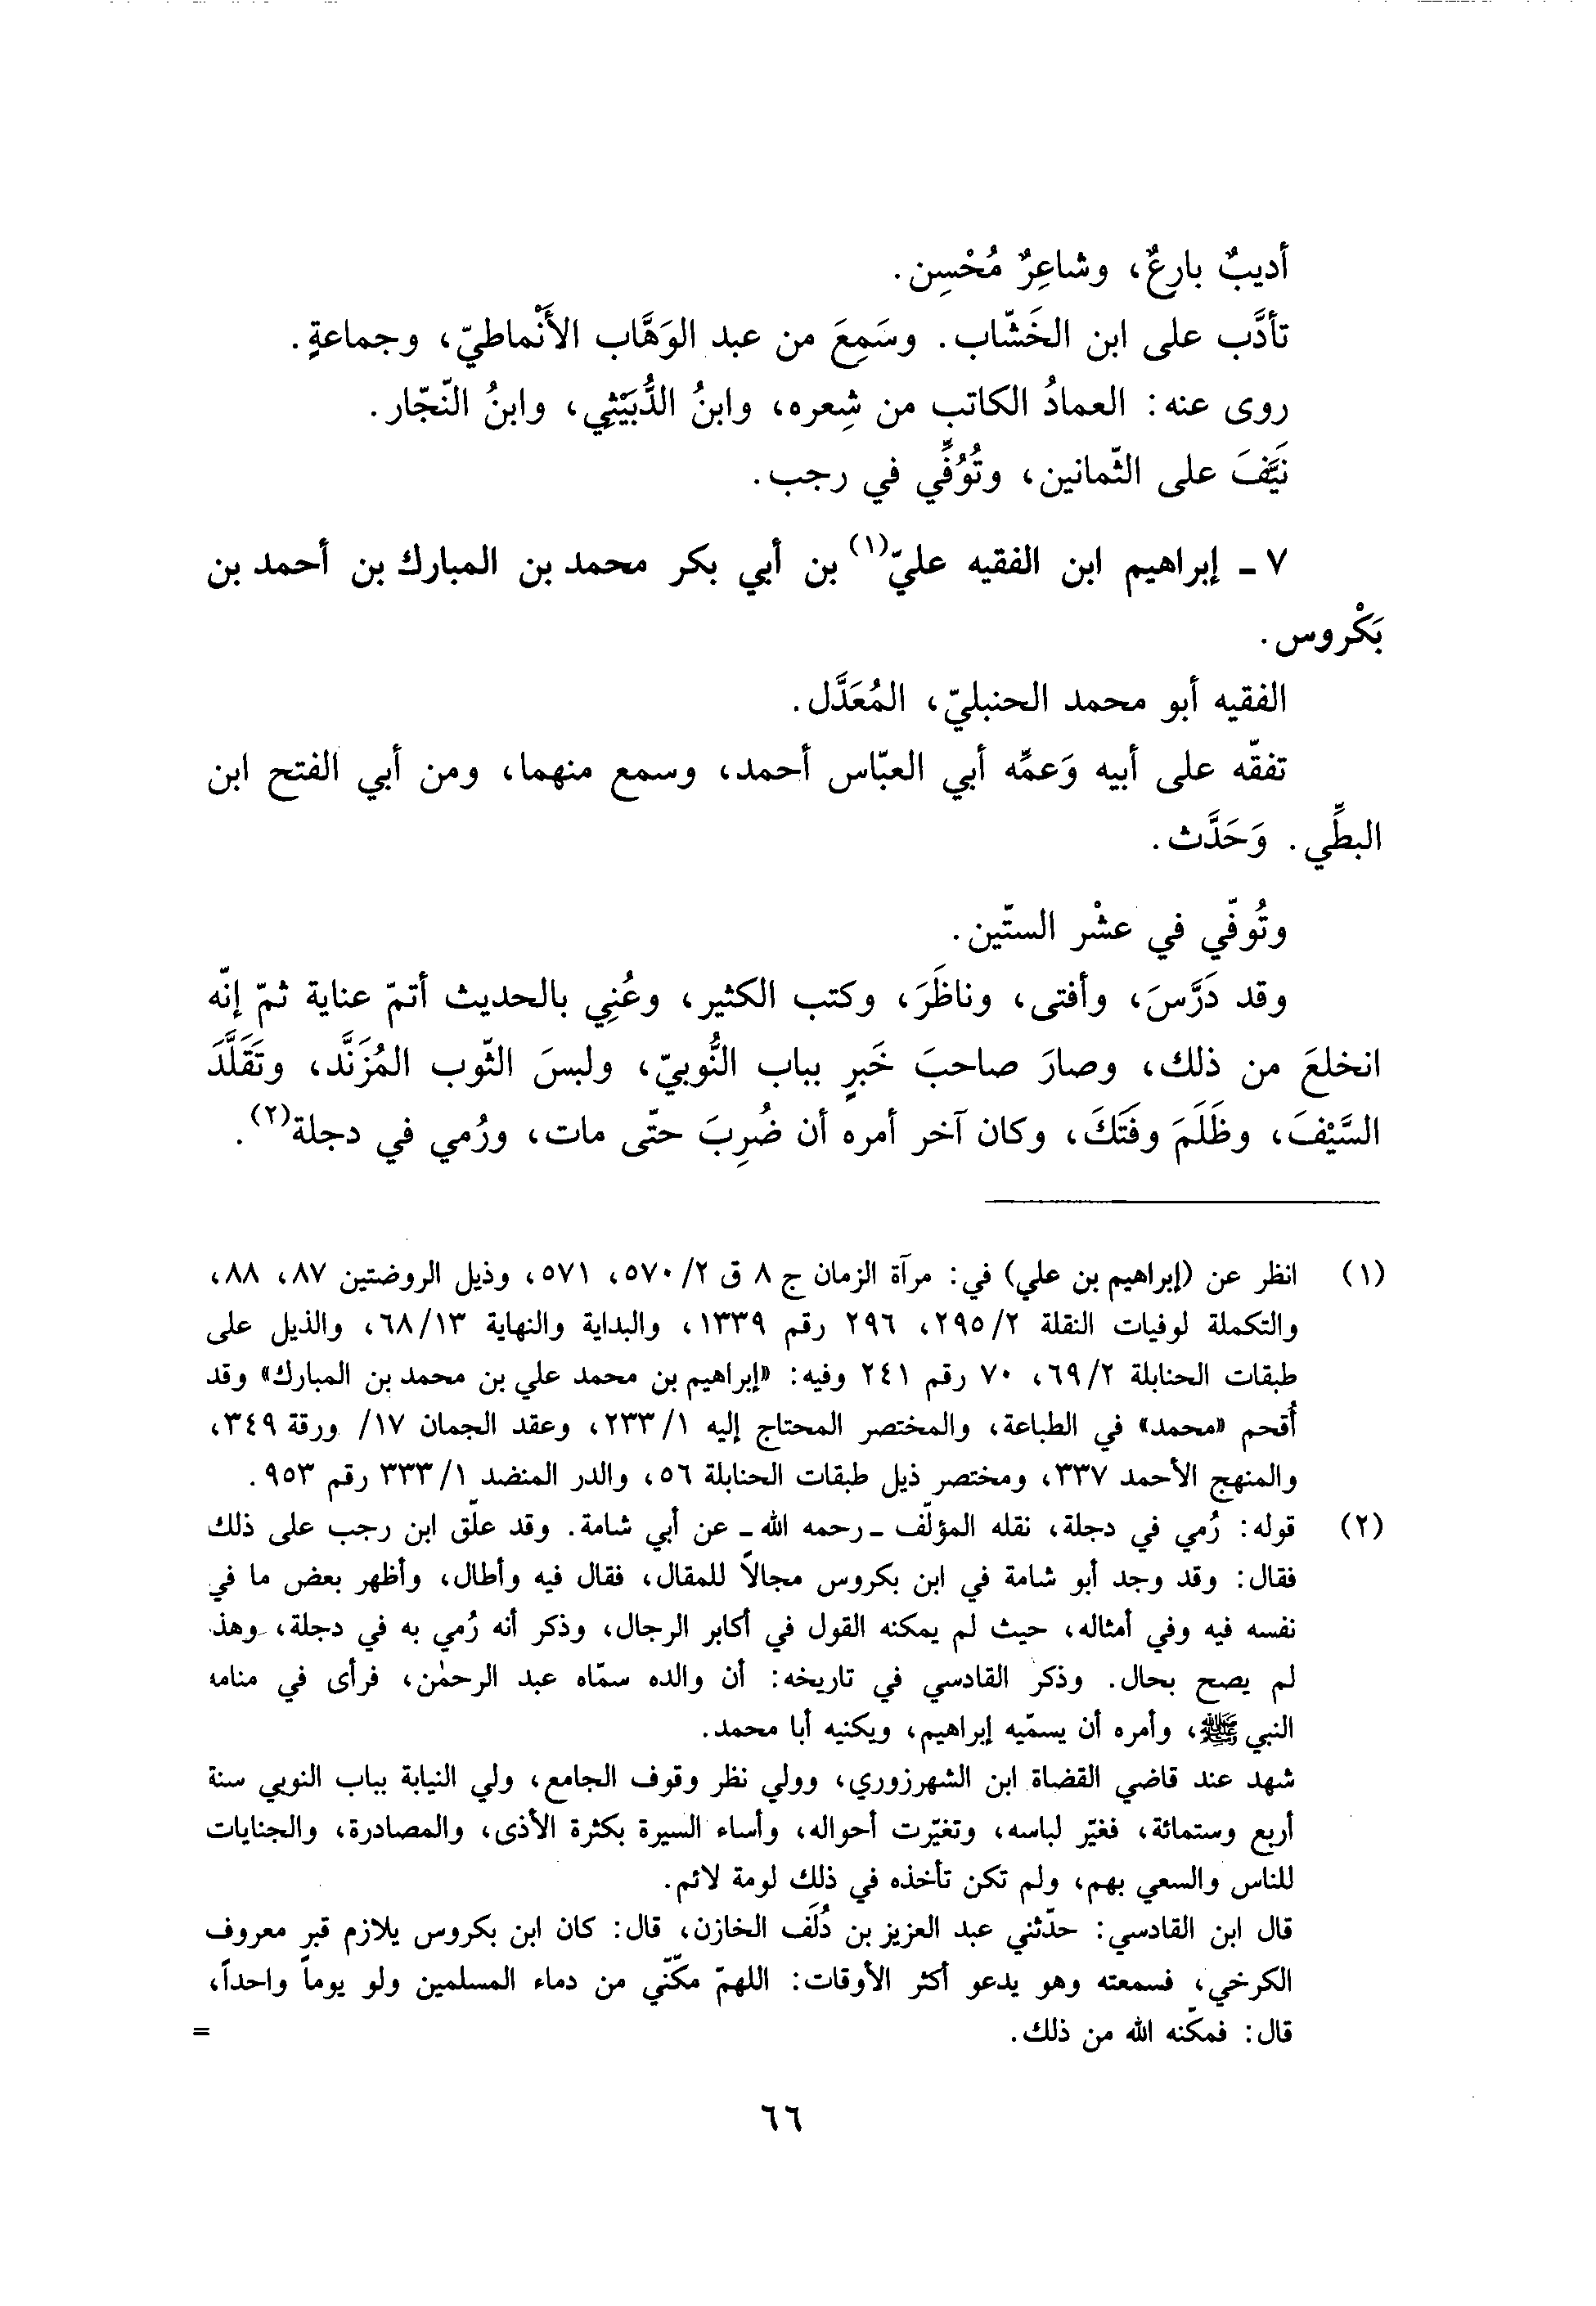 أديبٌ بارعٌ، وشاعِرٌ مُحْسِن.
تأدَّب على ابن الخَشّاب. وسَمِعَ من عبد الوَهَّاب الأَنْماطيّ، وجماعةٍ.
روى عنه: العمادُ الكاتب من شِعره، وابنُ الدُّبَيْثِي، وابنُ النّجّار.
نَيَّفَ على الثّمانين، وتُوُفِّي في رجب.
٧ ـ إبراهيم ابن الفقيه عليّ(١) بن أبي بكر محمد بن المبارك بن أحمد بن
بَكْروس.
الفقيه أبو محمد الحنبليّ، المُعَدَّل.
تفقّه على أبيه وَعمِّه أبي العبّاس أحمد، وسمع منهما، ومن أبي الفتح ابن
البطِّي. وَحَدَّث.
وتُوفّي في عشْر الستّين.
وقد دَرَّسَ، وأفتى، وناظَرَ، وكتب الكثير، وعُنِي بالحديث أتمّ عناية ثمّ إنّه
انخلعَ من ذلك، وصارَ صاحبَ خَبرٍ بباب النُّوبيّ، ولبسَ الثّوب المُزَنَّد، وتَقَلَّدَ
السَّيْفَ، وظَلَمَ وفَتَكَ، وكان آخر أمره أن ضُرِبَ حتّى مات، ورُمي في دجلة(٢).
(١) انظر عن (إبراهيم بن علي) في: مرآة الزمان ج ٨ ق ٢/ ٥٧٠، ٥٧١، وذيل الروضتين ٨٧، ٨٨،
والتكملة لوفيات النقلة ٢/ ٢٩٥، ٢٩٦ رقم ١٣٣٩، والبداية والنهاية ١٣/ ٦٨، والذيل على
طبقات الحنابلة ٢/ ٦٩، ٧٠ رقم ٢٤١ وفيه: «إبراهيم بن محمد علي بن محمد بن المبارك» وقد
أُقحم «محمد» في الطباعة، والمختصر المحتاج إليه ١/ ٢٣٣، وعقد الجمان ١٧/ ورقة ٣٤٩،
والمنهج الأحمد ٣٣٧، ومختصر ذيل طبقات الحنابلة ٥٦، والدر المنضد ١/ ٣٣٣ رقم ٩٥٣.
(٢) قوله: رُمي في دجلة، نقله المؤلّف ـ رحمه الله ـ عن أبي شامة. وقد علّق ابن رجب على ذلك
فقال: وقد وجد أبو شامة في ابن بكروس مجالاً للمقال، فقال فيه وأطال، وأظهر بعض ما في
نفسه فيه وفي أمثاله، حيث لم يمكنه القول في أكابر الرجال، وذكر أنه رُمي به في دجلة، وهذ
لم يصح بحال. وذكر القادسي في تاريخه: أن والده سمّاه عبد الرحمٰن، فرأى في منامه
النبي ﷺ، وأمره أن يسمّيه إبراهيم، ويكنيه أبا محمد.
شهد عند قاضي القضاة ابن الشهرزوري، وولي نظر وقوف الجامع، ولي النيابة بباب النوبي سنة
أربع وستمائة، فغيّر لباسه، وتغيّرت أحواله، وأساء السيرة بكثرة الأذى، والمصادرة، والجنايات
للناس والسعي بهم، ولم تكن تأخذه في ذلك لومة لائم.
قال ابن القادسي: حدّثني عبد العزيز بن دُلَف الخازن، قال: كان ابن بكروس يلازم قبر معروف
الكرخي، فسمعته وهو يدعو أكثر الأوقات: اللهمّ مكّنّي من دماء المسلمين ولو يوماً واحداً،
قال: فمكّنه الله من ذلك. =
٦٦